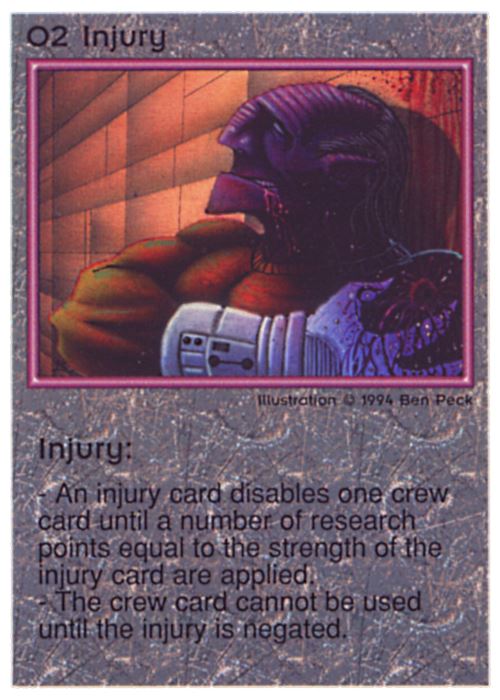 02 Injury
Illustration © 1994 Ben Peck
Injury:
- An injury card disables one crew
card until a number of research
points equal to the strength of the
injury card are applied.
- The crew card cannot be used
until the injury is negated.